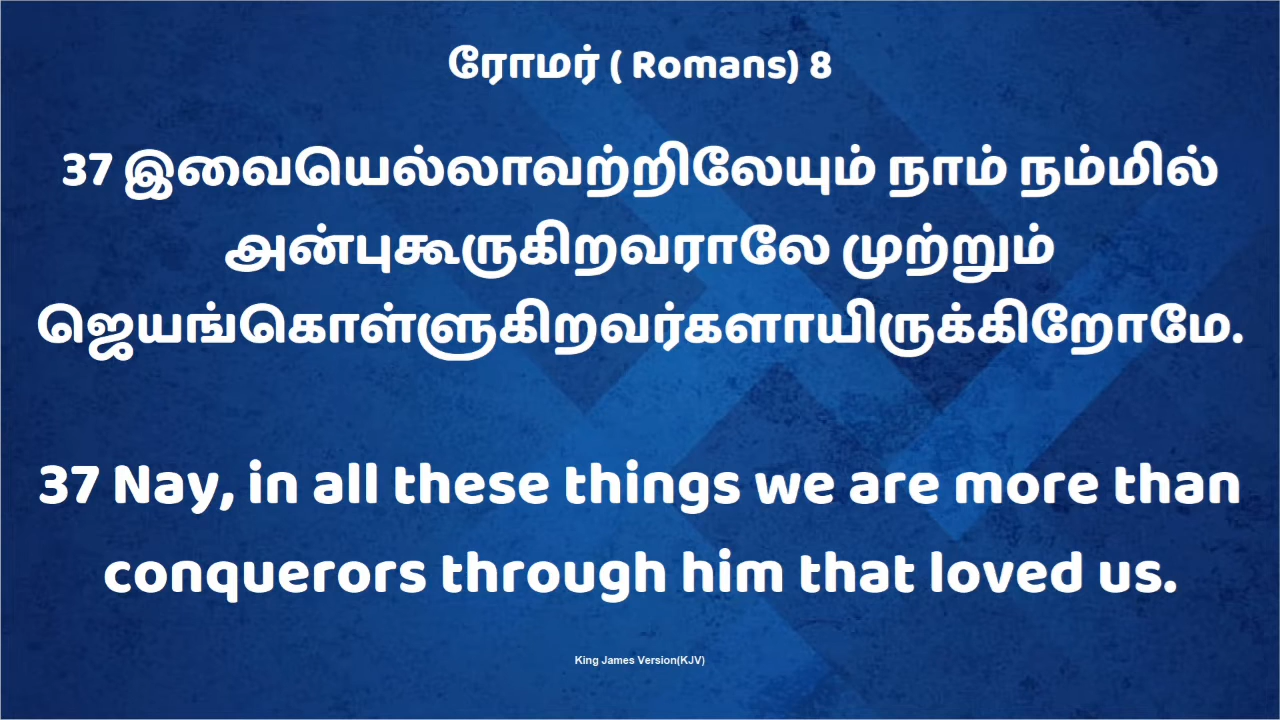 ரோமர் ( Romans) 8
37 இவையெல்லாவற்றிலேயும் நாம் நம்மில்
அன்புகூருகிறவராலே முற்றும்
ஜெயங்கொள்ளுகிறவர்களாயிருக்கிறோமே.
37 Nay, in all these things we are more than
conquerors through him that loved us.
King James Version(KJV)